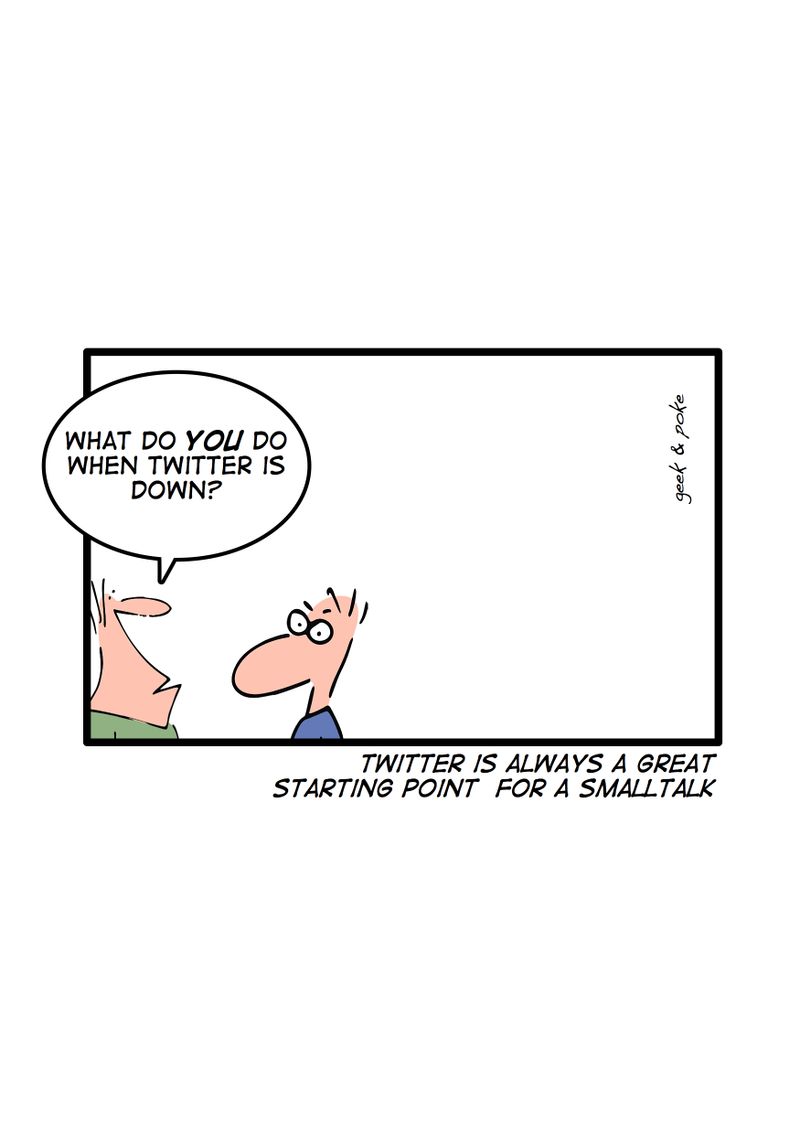 WHAT DO YOU DO
WHEN TWITTER IS
DOWN?
geek & poke
TWITTER IS ALWAYS A GREAT
STARTING POINT FOR A SMALLTALK